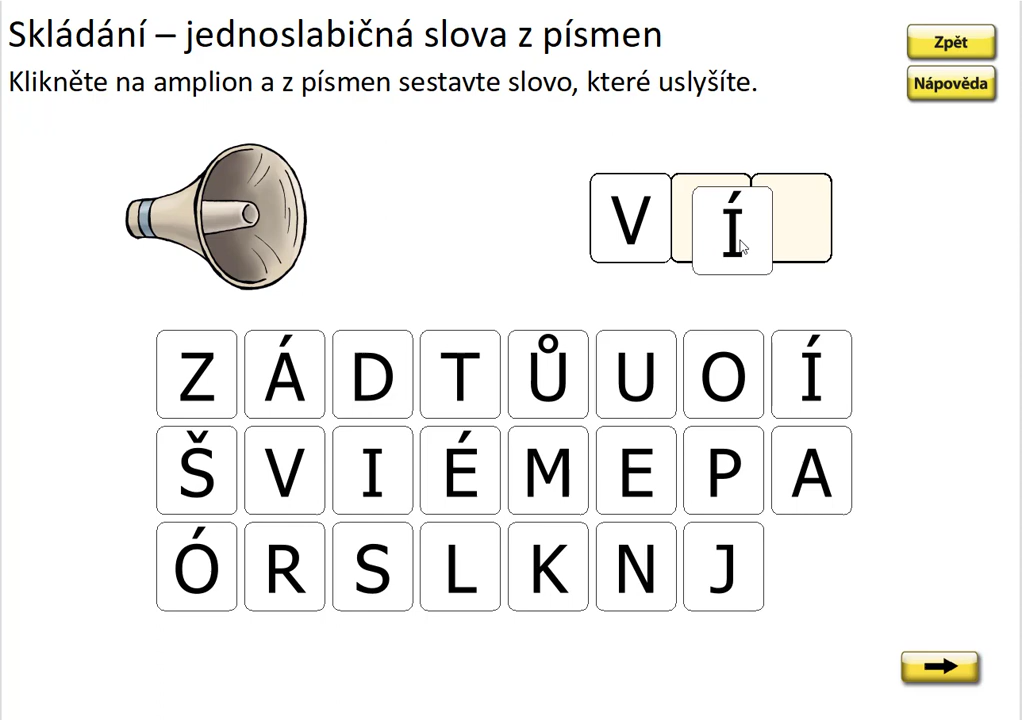 Skládání – jednoslabičná slova z písmen
Zpět
Klikněte na amplion a z písmen sestavte slovo, které uslyšíte.
Nápověda
V Í
Z Á D T Ů U O Í
Š V I É M E P A
Ó R S L K N J